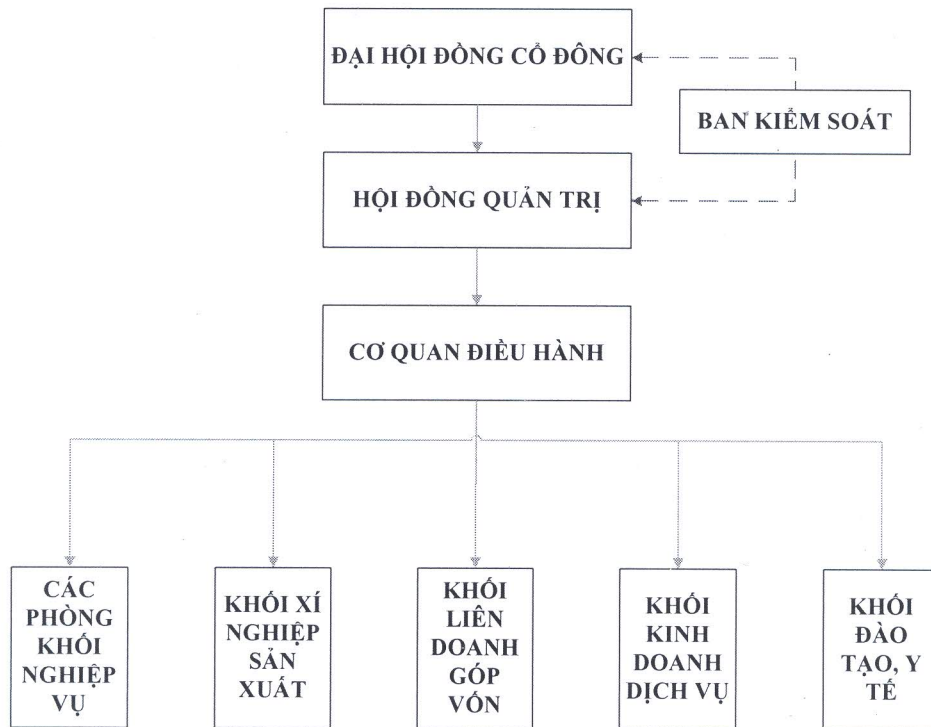 ĐẠI HỘI ĐỒNG CỔ ĐÔNG
BAN KIỂM SOÁT
HỘI ĐỒNG QUẢN TRỊ
CƠ QUAN ĐIỀU HÀNH
CÁC
PHÒNG
KHỐI
NGHIỆP
VỤ
KHỐI XÍ
NGHIỆP
SẢN
XUẤT
KHỐI
LIÊN
DOANH
GÓP
VỐN
KHỐI
KINH
DOANH
DỊCH VỤ
KHỐI
ĐÀO
TẠO, Y
TẾ